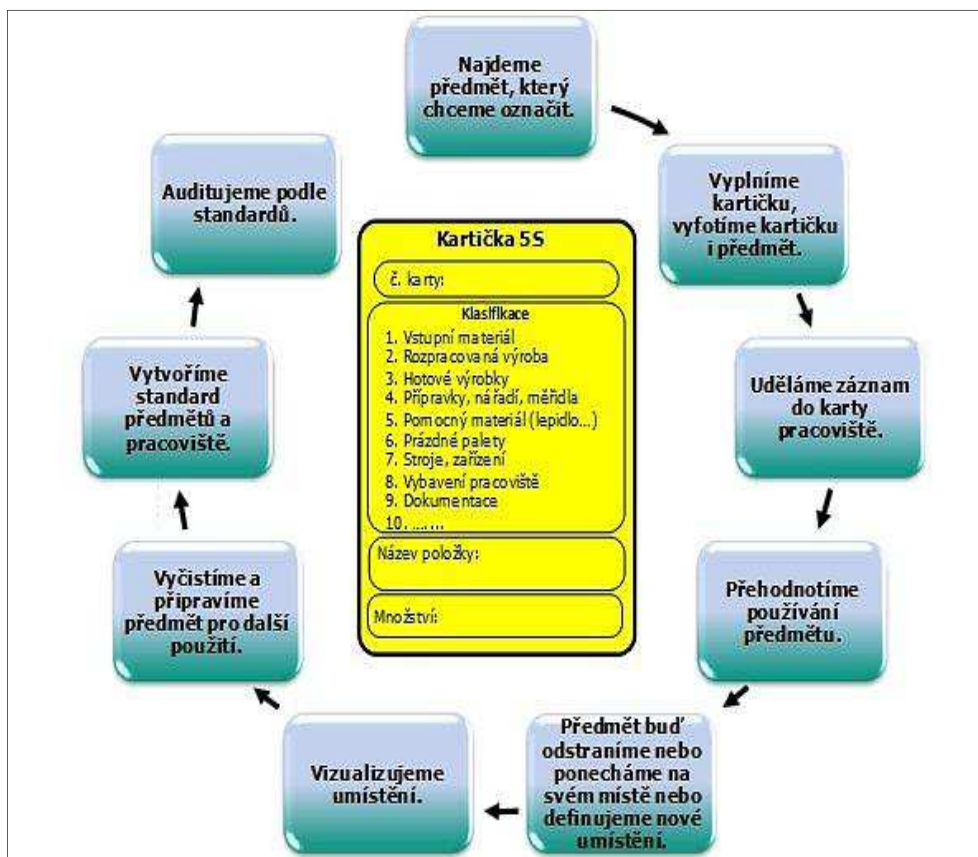 Najdeme
předmět, který
chceme označit.
Vyplníme
kartičku,
vyfotíme kartičku
i předmět.
Uděláme záznam
do karty
pracoviště.
Přehodnotíme
používání
předmětu.
Předmět buď
odstraníme nebo
ponecháme na
svém místě nebo
definujeme nové
umístění.
Vizualizujeme
umístění.
Vyčistíme a
připravíme
předmět pro další
použití.
Vytvoříme
standard
předmětů a
pracoviště.
Auditujeme podle
standardů.
Kartička 5S
č. karty:
Klasifikace
1. Vstupní materiál
2. Rozpracovaná výroba
3. Hotové výrobky
4. Přípravky, nářadí, měřidla
5. Pomocný materiál (lepidlo...)
6. Prázdné palety
7. Stroje, zařízení
8. Vybavení pracoviště
9. Dokumentace
10. .......
Název položky:
Množství: